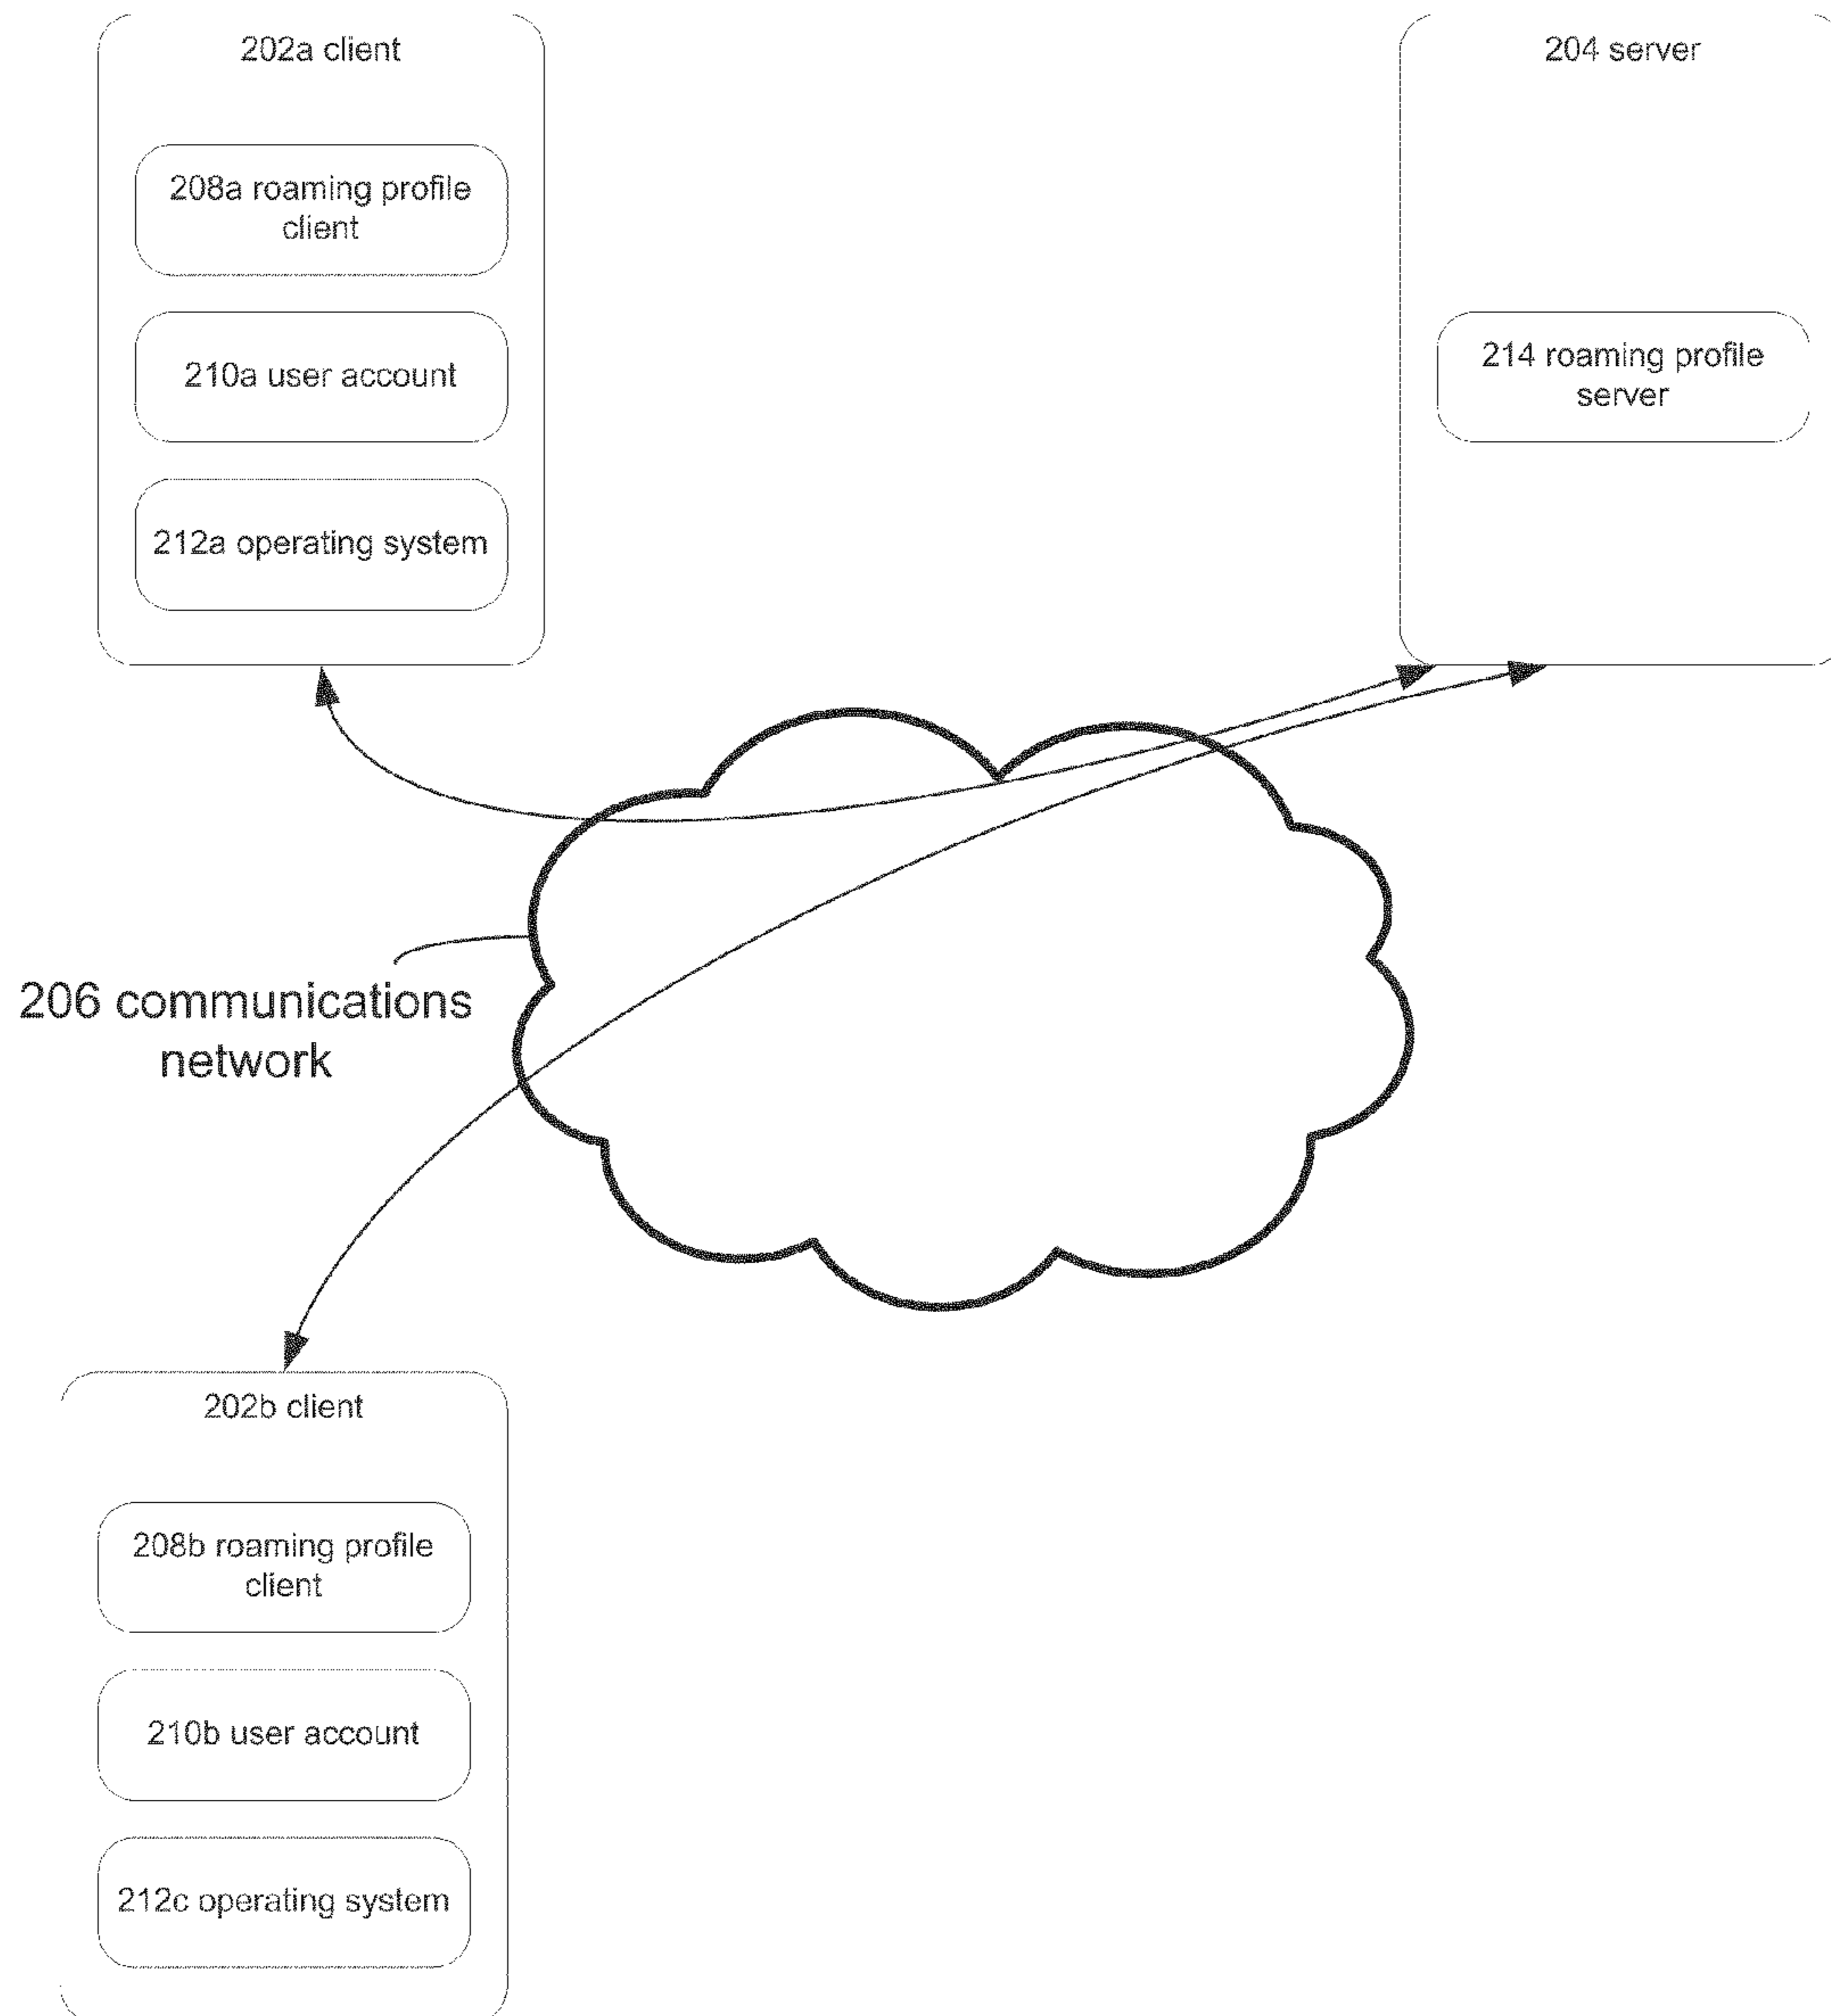 202a client
208a roaming profile
client
210a user account
212a operating system
204 server
214 roaming profile
server
206 communications
network
202b client
208b roaming profile
client
210b user account
212c operating system